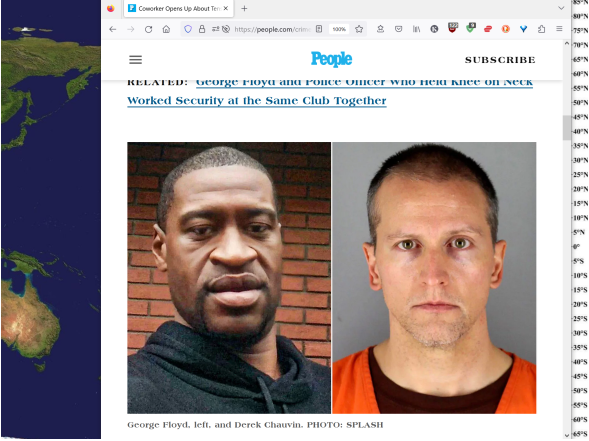 Coworker Opens Up About Ter
https://people.com/crim
100%
People
SUBSCRIBE
RELATED: George Floyd and Police Officer Who Held Knee on Neck
Worked Security at the Same Club Together
George Floyd, left, and Derek Chauvin. PHOTO: SPLASH
85°N
80°N
75°N
70°N
65°N
60°N
55°N
50°N
45°N
40°N
35°N
30°N
25°N
20°N
15°N
10°N
5°N
0°
5°S
10°S
15°S
20°S
25°S
30°S
35°S
40°S
45°S
50°S
55°S
60°S
65°S